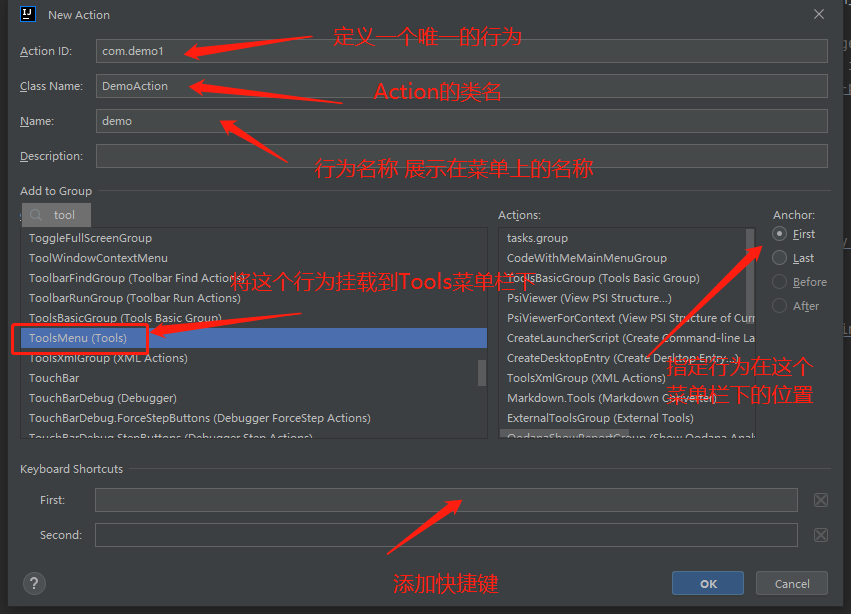 New Action
Action ID: com.demo1
定义一个唯一的行为
Class Name: DemoAction
Action的类名
Name: demo
Description:
行为名称 展示在菜单上的名称
Add to Group
tool
Actions:
Anchor:
ToggleFullScreenGroup
ToolWindowContextMenu
ToolbarFindGroup (Toolbar Find Actions)
ToolbarRunGroup (Toolbar Run Actions)
ToolsBasicGroup (Tools Basic Group)
ToolsMenu (Tools)
ToolsXmlGroup (XML Actions)
TouchBar
TouchBarDebug (Debugger)
TouchBarDebug.ForceStepButtons (Debugger ForceStep Actions)
TouchBarDebug.StepButtons (Debugger Step Actions)
将这个行为挂载到Tools菜单栏下
tasks.group
CodeWithMeMainMenuGroup
ToolsBasicGroup (Tools Basic Group)
PsiViewer (View PSI Structure...)
PsiViewerForContext (View PSI Structure of Curr
CreateLauncherScript (Create Command-line La
CreateDesktopEntry (Create Desktop Entry...)
ToolsXmlGroup (XML Actions)
Markdown.Tools (Markdown Converter)
ExternalToolsGroup (External Tools)
QodanaShowReportGroup (Show Qodana Anal
First
Last
Before
After
指定行为在这个
菜单栏下的位置
Keyboard Shortcuts
First:
Second:
添加快捷键
?
OK
Cancel